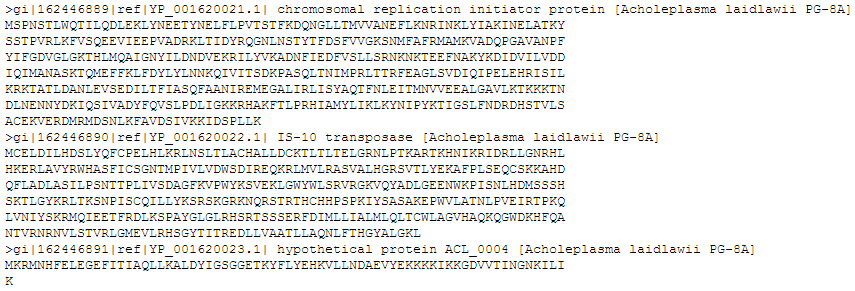 >gi|162446889|ref|YP_001620021.1| chromosomal replication initiator protein [Acholeplasma laidlawii PG-8A]
MSPNSTLWQTILQDLEKLYNEETYNELFLPVTSTFKDQNGLLTMVVANEFLKNRINKLYIAKINELATKY
SSTPVRLKFVSQEEVIEEPVADRKLTIDYRQGNLNSTYTFDSFVVGKSNMFAFRMAMKVADQPGAVANPF
YIFGDVGLGKTHLMQAIGNYILDNDVEKRILYVKADNFIEDFVSLLSRNKNKTEEFNAKYKDIDVILVDD
IQIMANASKTQMEFFKLFDYLYLNNKQIVITSDKPASQLTNIMPRLTTRFEAGLSVDIQIPELEHRISIL
KRKTATLDANLEVSEDILTFIASQFAANIREMEGALIRLISYAQTFNLEITMNVVEEALGAVLKTKKKTN
DLNENNYDKIQSIVADYFQVSLPDLIGKKRHAKFTLPRHIAMYLIKLKYNIPYKTIGSLFNDRDHSTVLS
ACEKVERDMRMDSNLKFAVDSIVKKIDSPLLK
>gi|162446890|ref|YP_001620022.1| IS-10 transposase [Acholeplasma laidlawii PG-8A]
MCELDILHDSLYQFCPELHLKRLNSLTLACHALLDCKTLTLTELGRNLPTKARTKHNIKRIDRLLGNRHL
HKERLAVYRWHASFICSGNTMPIVLVDWSDIREQKRLMVLRASVALHGRSVTLYEKAFPLSEQCSKKAHD
QFLADLASILPSNTTPLIVSDAGFKVPWYKSVEKLGWYWLSRVRGKVQYADLGEENWKPISNLHDMSSSH
SKTLGYKRLTKSNPISCQILLYKSRSKGRKNQRSTRTHCHHPSPKIYSASAKEPWVLATNLPVEIRTPKQ
LVNIYSKRMQIEETFRDLKSPAYGLGLRHSRTSSSERFDIMLLIALMLQLTCWLAGVHAQKQGWDKHFQA
NTVRNRNVLSTVRLGMEVLRHSGYTITREDLLVAATLLAQNLFTHGYALGKL
>gi|162446891|ref|YP_001620023.1| hypothetical protein ACL_0004 [Acholeplasma laidlawii PG-8A]
MKRMNHFELEGEFITIAQLLKALDYIGSGGETKYFLYEHKVLLNDAEVYEKKKKIKKGDVVTINGNKILI
K